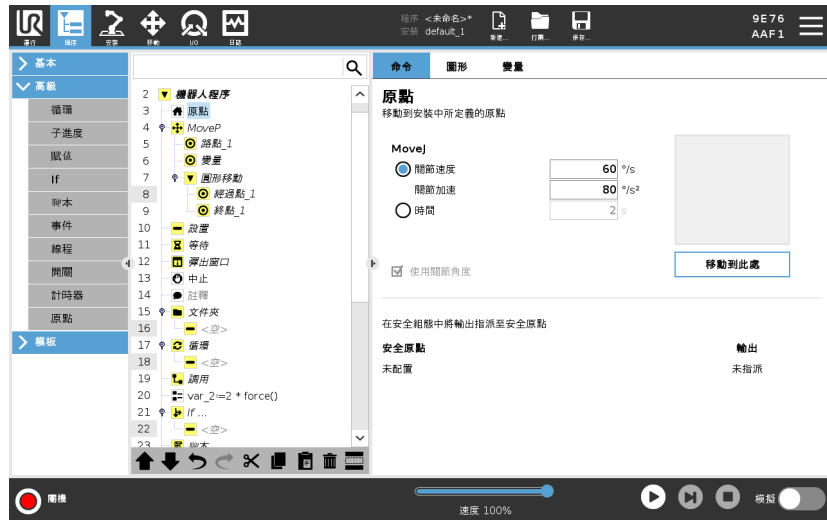 UR
運行
程序
安裝
移動
I/O
日誌
程序 <未命名>*
安裝 default_1
新建...
打開...
保存...
9E76
AAF1
基本
高級
循環
子進度
賦值
If
腳本
事件
線程
開關
計時器
原點
模板
2 機器人程序
3 原點
4 MoveP
5 路點_1
6 變量
7 圓形移動
8 經過點_1
9 終點_1
10 設置
11 等待
12 彈出窗口
13 中止
14 註釋
15 文件夾
16 <空>
17 循環
18 <空>
19 調用
20 var_2:=2 * force()
21 If ...
22 <空>
23 腳本
命令 圖形 變量
原點
移動到安裝中所定義的原點
MoveJ
關節速度 60 °/s
關節加速 80 °/s²
時間 2 s
使用關節角度
移動到此處
在安全組態中將輸出指派至安全原點
安全原點 輸出
未配置 未指派
關機
速度 100%
模擬